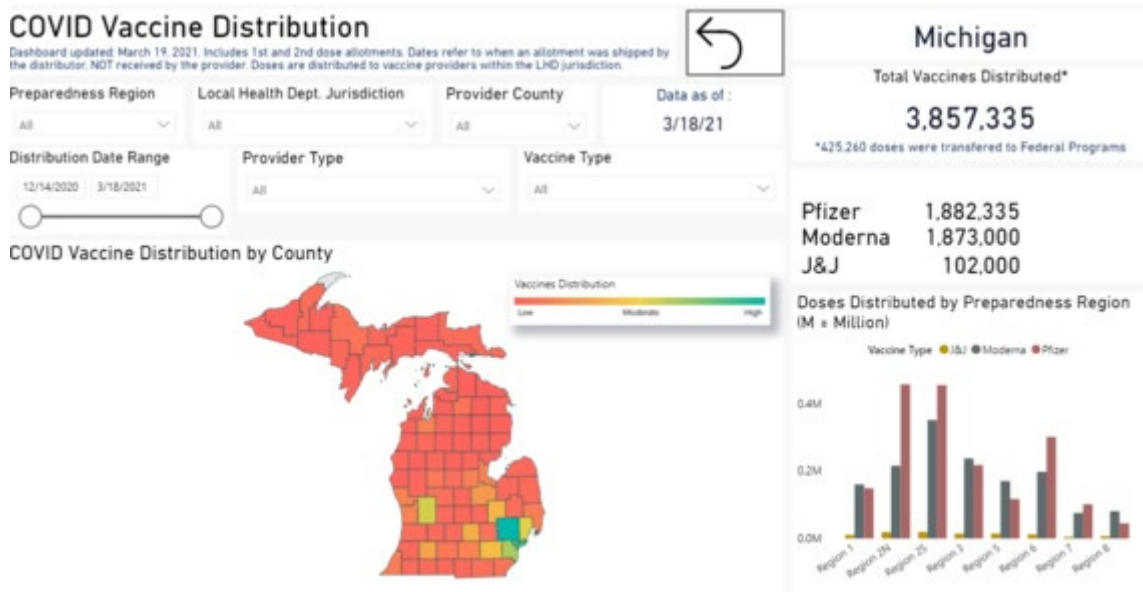 COVID Vaccine Distribution
Dashboard updated: March 19, 2021. Includes 1st and 2nd dose allotments. Dates refer to when an allotment was shipped by
the distributor, NOT received by the provider. Doses are distributed to vaccine providers within the LHD jurisdiction.
Preparedness Region
All
Local Health Dept. Jurisdiction
All
Provider County
All
Data as of :
3/18/21
Distribution Date Range
12/14/2020 3/18/2021
Provider Type
All
Vaccine Type
All
COVID Vaccine Distribution by County
Vaccines Distribution
Low Moderate High
Michigan
Total Vaccines Distributed*
3,857,335
*425,260 doses were transfered to Federal Programs
Pfizer 1,882,335
Moderna 1,873,000
J&J 102,000
Doses Distributed by Preparedness Region
(M = Million)
Vaccine Type J&J Moderna Pfizer
0.4M
0.2M
0.0M
Region 1 Region 2N Region 2S Region 3 Region 5 Region 6 Region 7 Region 8